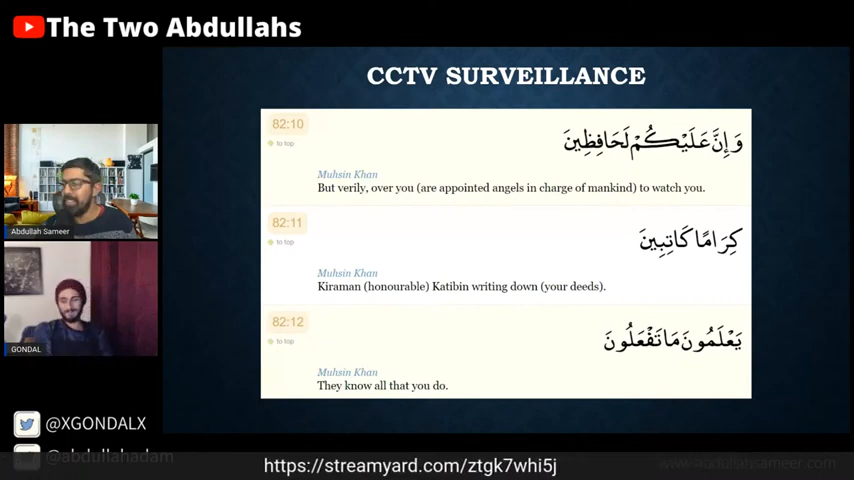 The Two Abdullahs
CCTV SURVEILLANCE
82:10
to top
وَإِنَّ عَلَيْكُمْ لَحَافِظِينَ
Muhsin Khan
But verily, over you (are appointed angels in charge of mankind) to watch you.
82:11
to top
كِرَامًا كَاتِبِينَ
Muhsin Khan
Kiraman (honourable) Katibin writing down (your deeds).
82:12
to top
يَعْلَمُونَ مَا تَفْعَلُونَ
Muhsin Khan
They know all that you do.
Abdullah Sameer
GONDAL
@XGONDALX
@abdullahadam
https://streamyard.com/ztgk7whi5j
www.abdullahsameer.com